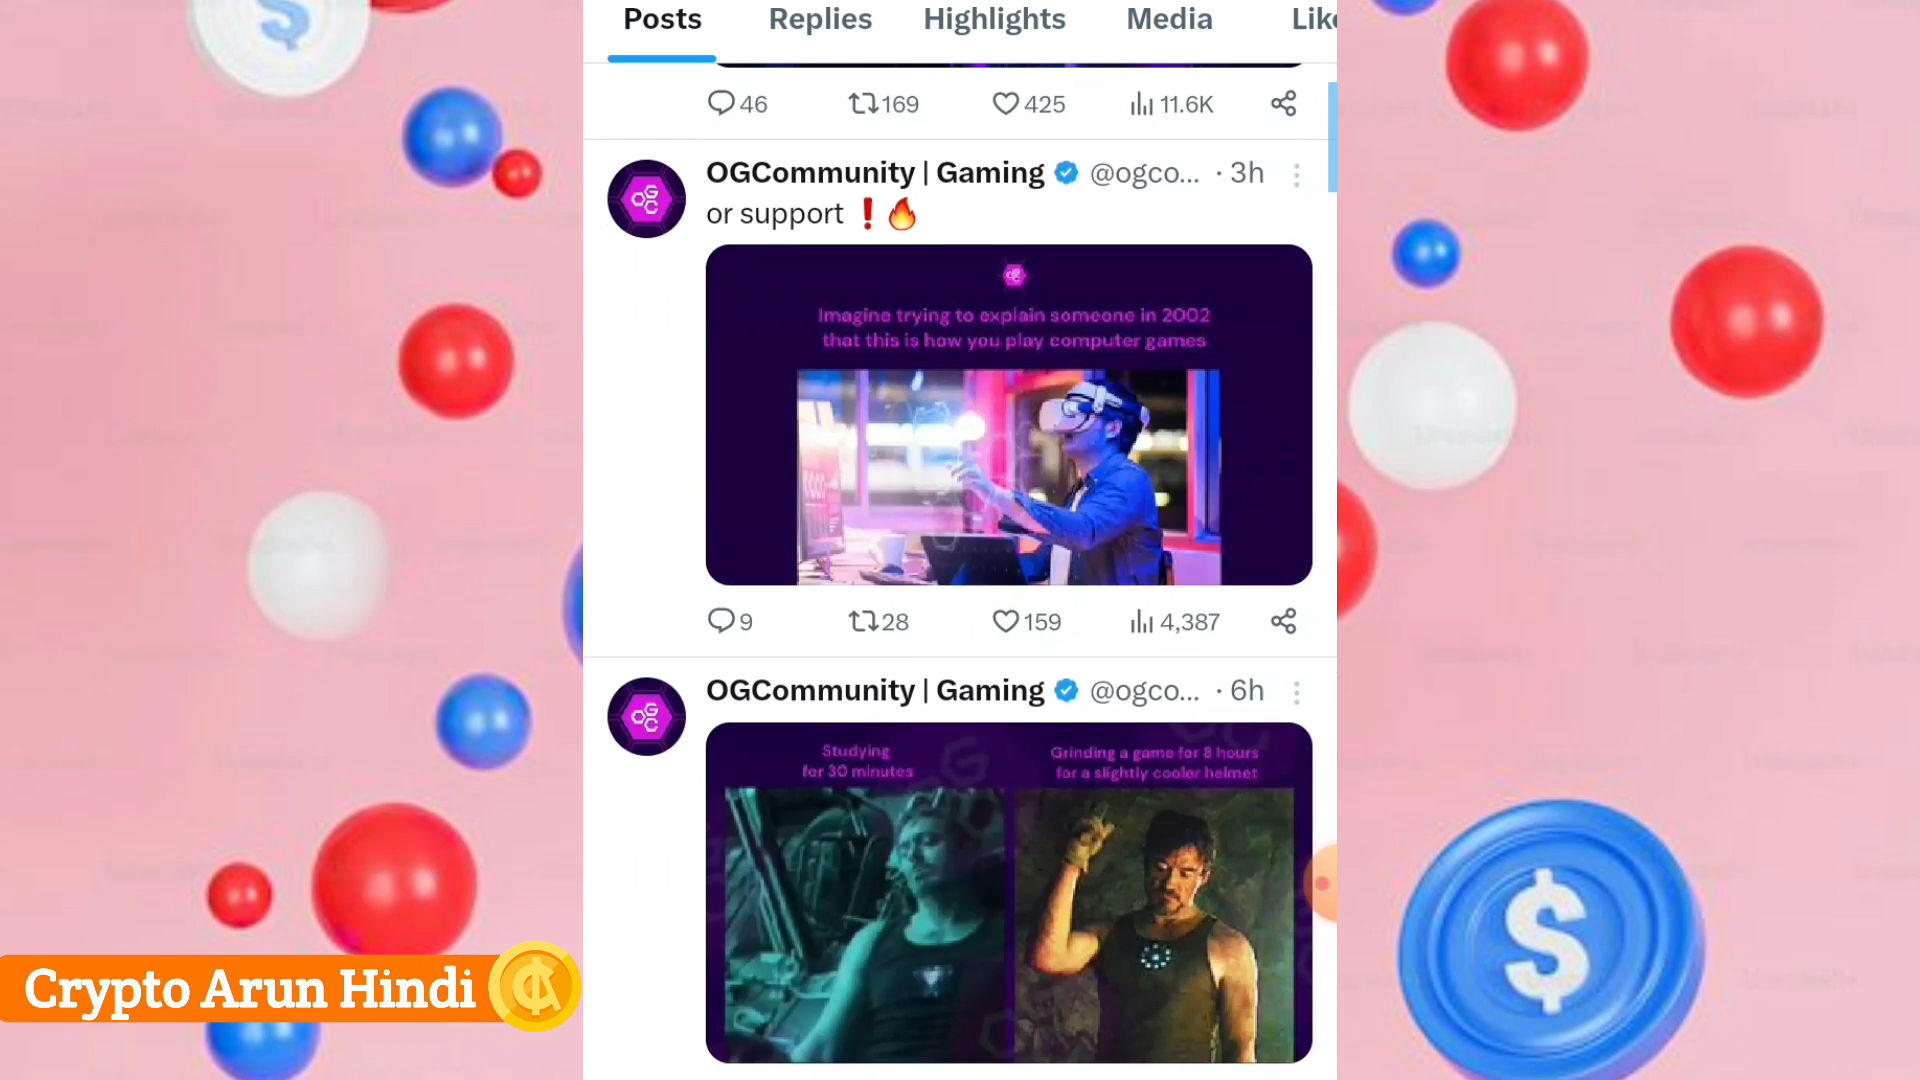 Posts Replies Highlights Media Like
46 169 425 11.6K
OGCommunity | Gaming @ogco... · 3h
or support ❗🔥
Imagine trying to explain someone in 2002
that this is how you play computer games
9 28 159 4,387
OGCommunity | Gaming @ogco... · 6h
Studying
for 30 minutes
Grinding a game for 8 hours
for a slightly cooler helmet
Crypto Arun Hindi